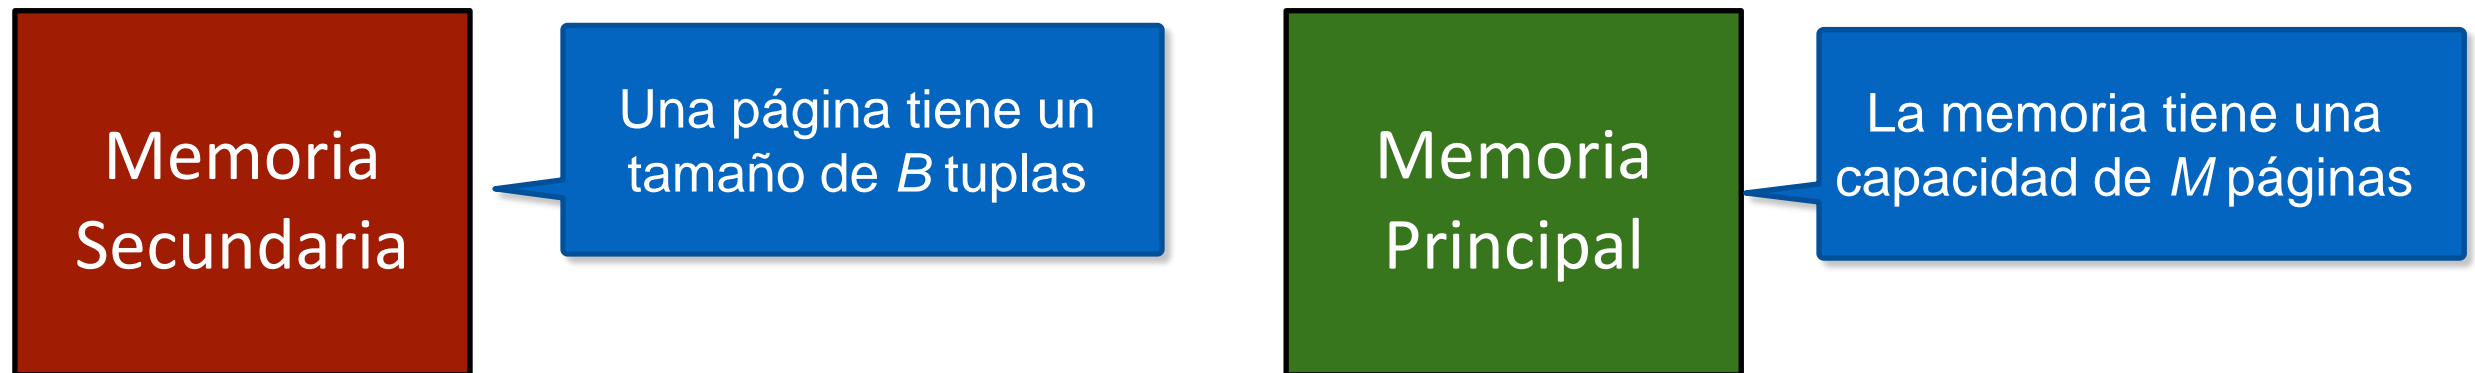 Memoria
Secundaria
Una página tiene un
tamaño de B tuplas
Memoria
Principal
La memoria tiene una
capacidad de M páginas